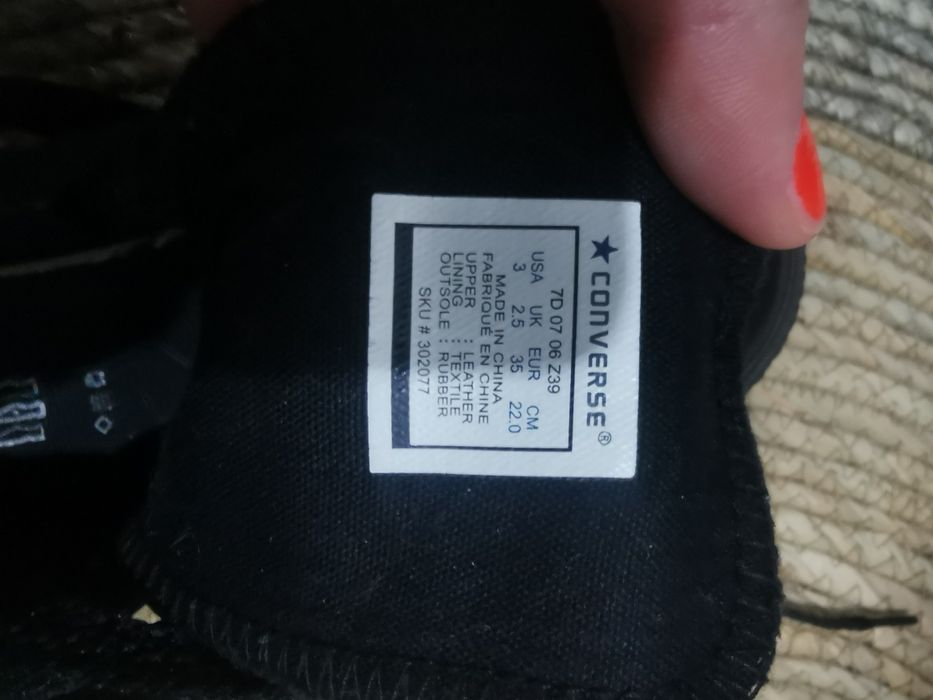 ★ CONVERSE®
7D 07 06 Z39
USA UK EUR CM
3 2.5 35 22.0
MADE IN CHINA
FABRIQUÉ EN CHINE
UPPER : LEATHER
LINING : TEXTILE
OUTSOLE : RUBBER
SKU # 302077